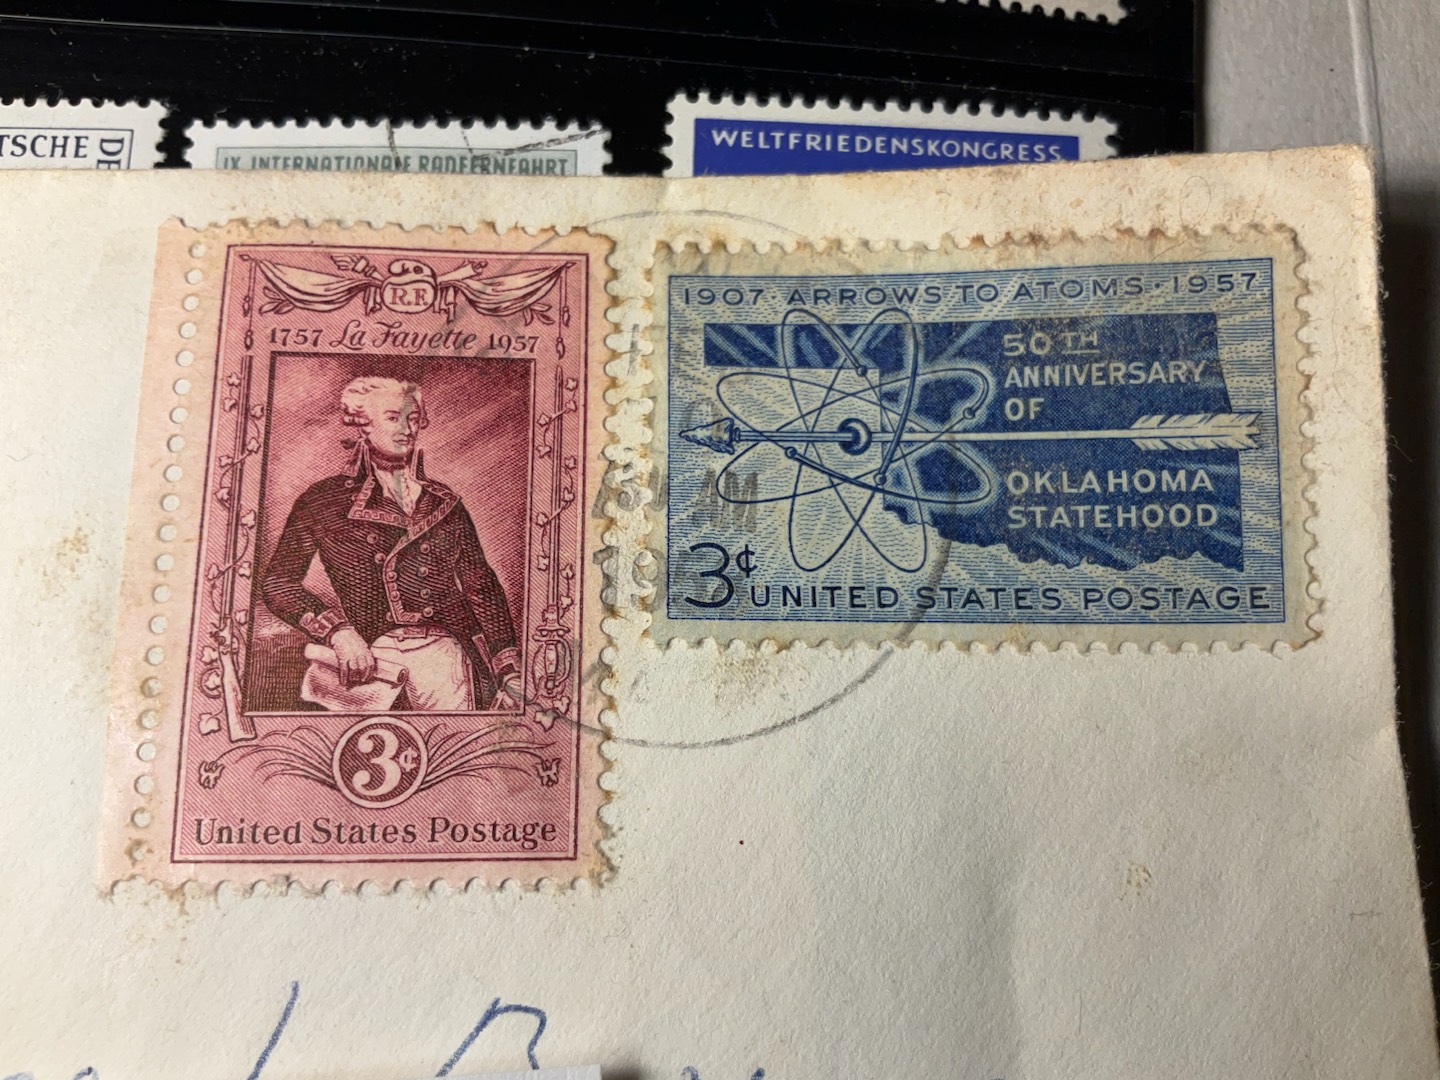 TSCHE
DE
IX. INTERNATIONALE RADFERNFAHRT
WELTFRIEDENSKONGRESS
R.F.
1757 La Fayette 1957
3¢
United States Postage
1907 · ARROWS TO ATOMS · 1957
50TH
ANNIVERSARY
OF
OKLAHOMA
STATEHOOD
3¢ UNITED STATES POSTAGE
AM